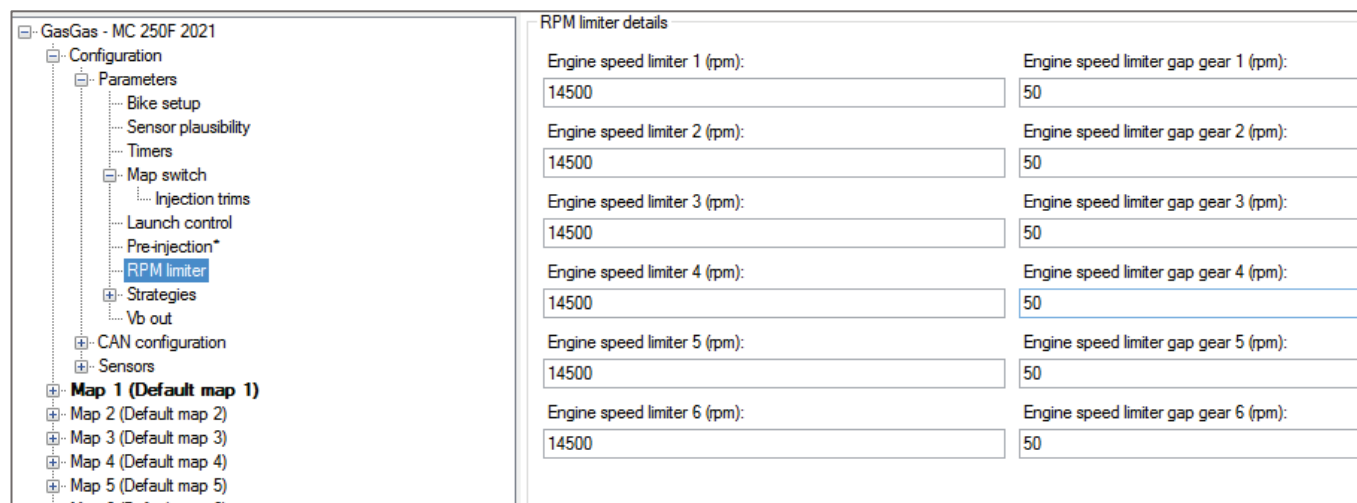 GasGas - MC 250F 2021
Configuration
Parameters
Bike setup
Sensor plausibility
Timers
Map switch
Injection trims
Launch control
Pre-injection*
RPM limiter
Strategies
Vb out
CAN configuration
Sensors
Map 1 (Default map 1)
Map 2 (Default map 2)
Map 3 (Default map 3)
Map 4 (Default map 4)
Map 5 (Default map 5)
RPM limiter details
Engine speed limiter 1 (rpm): Engine speed limiter gap gear 1 (rpm):
14500 50
Engine speed limiter 2 (rpm): Engine speed limiter gap gear 2 (rpm):
14500 50
Engine speed limiter 3 (rpm): Engine speed limiter gap gear 3 (rpm):
14500 50
Engine speed limiter 4 (rpm): Engine speed limiter gap gear 4 (rpm):
14500 50
Engine speed limiter 5 (rpm): Engine speed limiter gap gear 5 (rpm):
14500 50
Engine speed limiter 6 (rpm): Engine speed limiter gap gear 6 (rpm):
14500 50